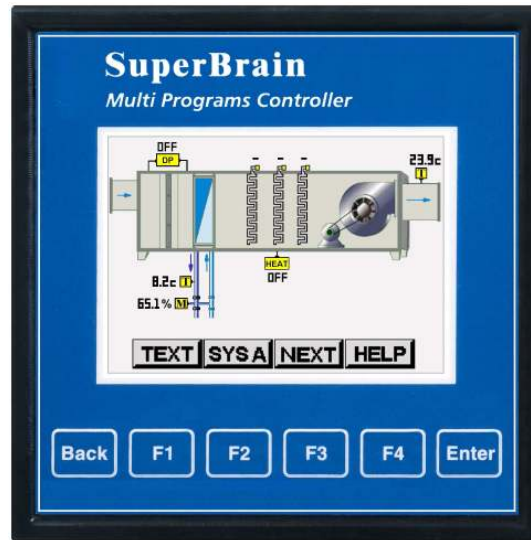 SuperBrain
Multi Programs Controller
OFF
DP
- - -
23.9c
T
HEAT
OFF
8.2c T
65.1% M
TEXT SYS A NEXT HELP
Back F1 F2 F3 F4 Enter